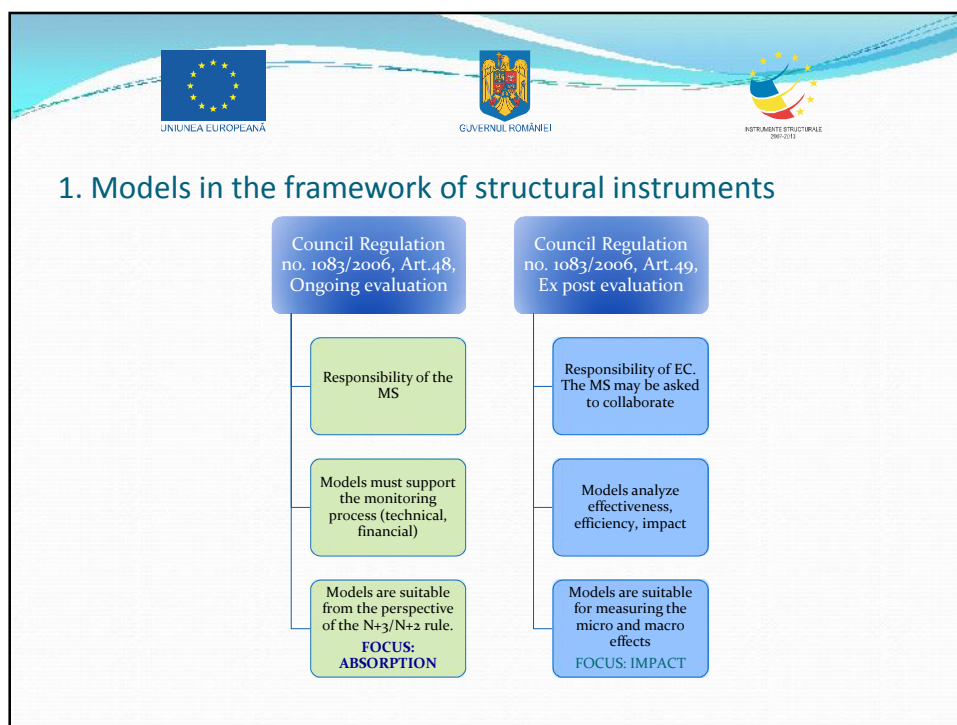 UNIUNEA EUROPEANĂ
GUVERNUL ROMÂNIEI
INSTRUMENTE STRUCTURALE
2007-2013
1. Models in the framework of structural instruments
Council Regulation
no. 1083/2006, Art.48,
Ongoing evaluation
Responsibility of the
MS
Models must support
the monitoring
process (technical,
financial)
Models are suitable
from the perspective
of the N+3/N+2 rule.
FOCUS:
ABSORPTION
Council Regulation
no. 1083/2006, Art.49,
Ex post evaluation
Responsibility of EC.
The MS may be asked
to collaborate
Models analyze
effectiveness,
efficiency, impact
Models are suitable
for measuring the
micro and macro
effects
FOCUS: IMPACT